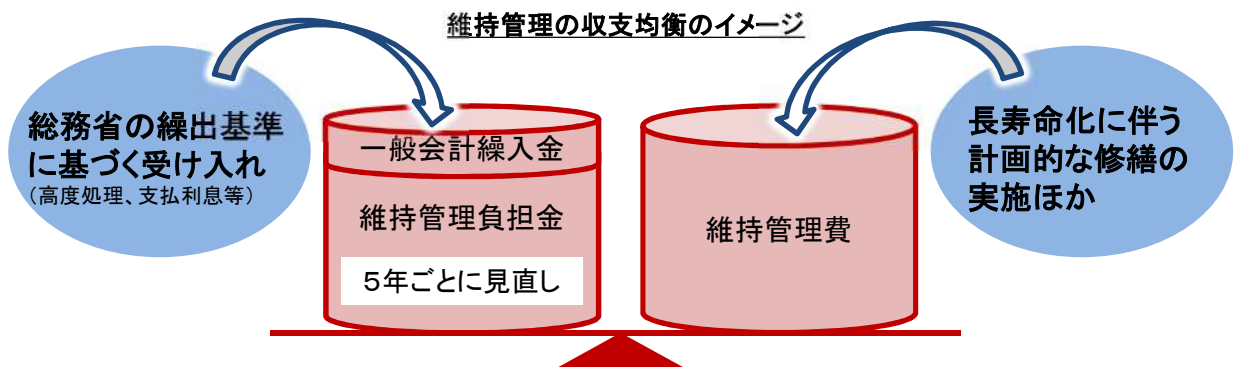 維持管理の収支均衡のイメージ
総務省の繰出基準
に基づく受け入れ
（高度処理、支払利息等）
一般会計繰入金
維持管理負担金
５年ごとに見直し
維持管理費
長寿命化に伴う
計画的な修繕の
実施ほか